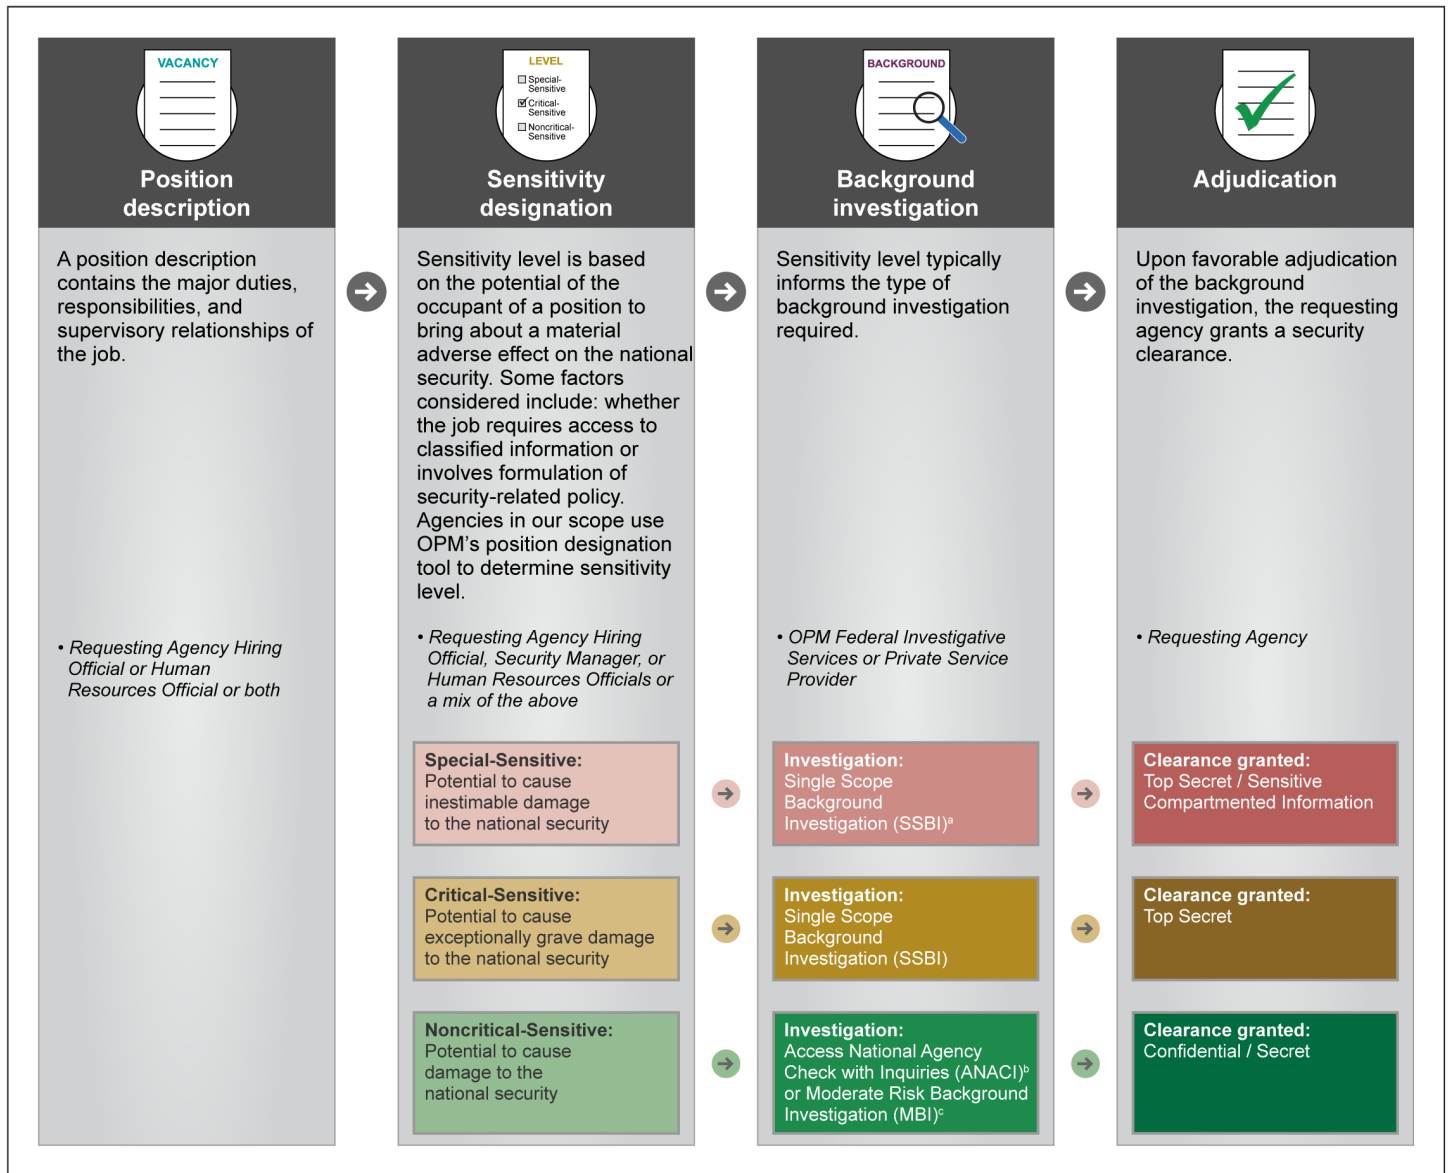 VACANCY
Position
description
A position description
contains the major duties,
responsibilities, and
supervisory relationships of
the job.
• Requesting Agency Hiring
Official or Human
Resources Official or both
LEVEL
Special-
Sensitive
Critical-
Sensitive
Noncritical-
Sensitive
Sensitivity
designation
Sensitivity level is based
on the potential of the
occupant of a position to
bring about a material
adverse effect on the national
security. Some factors
considered include: whether
the job requires access to
classified information or
involves formulation of
security-related policy.
Agencies in our scope use
OPM’s position designation
tool to determine sensitivity
level.
• Requesting Agency Hiring
Official, Security Manager, or
Human Resources Officials or
a mix of the above
BACKGROUND
Background
investigation
Sensitivity level typically
informs the type of
background investigation
required.
• OPM Federal Investigative
Services or Private Service
Provider
Adjudication
Upon favorable adjudication
of the background
investigation, the requesting
agency grants a security
clearance.
• Requesting Agency
Special-Sensitive:
Potential to cause
inestimable damage
to the national security
Investigation:
Single Scope
Background
Investigation (SSBI)a
Clearance granted:
Top Secret / Sensitive
Compartmented Information
Critical-Sensitive:
Potential to cause
exceptionally grave damage
to the national security
Investigation:
Single Scope
Background
Investigation (SSBI)
Clearance granted:
Top Secret
Noncritical-Sensitive:
Potential to cause
damage to the
national security
Investigation:
Access National Agency
Check with Inquiries (ANACI)b
or Moderate Risk Background
Investigation (MBI)c
Clearance granted:
Confidential / Secret